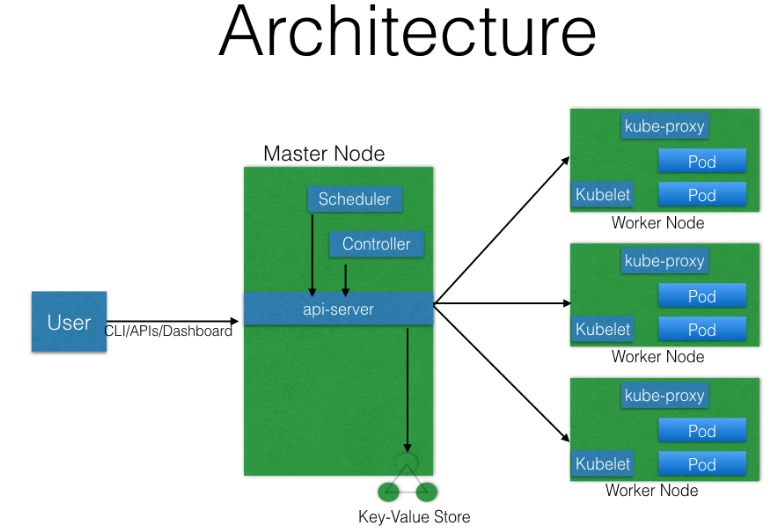 Architecture
Master Node
Scheduler
Controller
api-server
User
CLI/APIs/Dashboard
Key-Value Store
kube-proxy
Pod
Kubelet
Pod
Worker Node
kube-proxy
Pod
Kubelet
Pod
Worker Node
kube-proxy
Pod
Kubelet
Pod
Worker Node